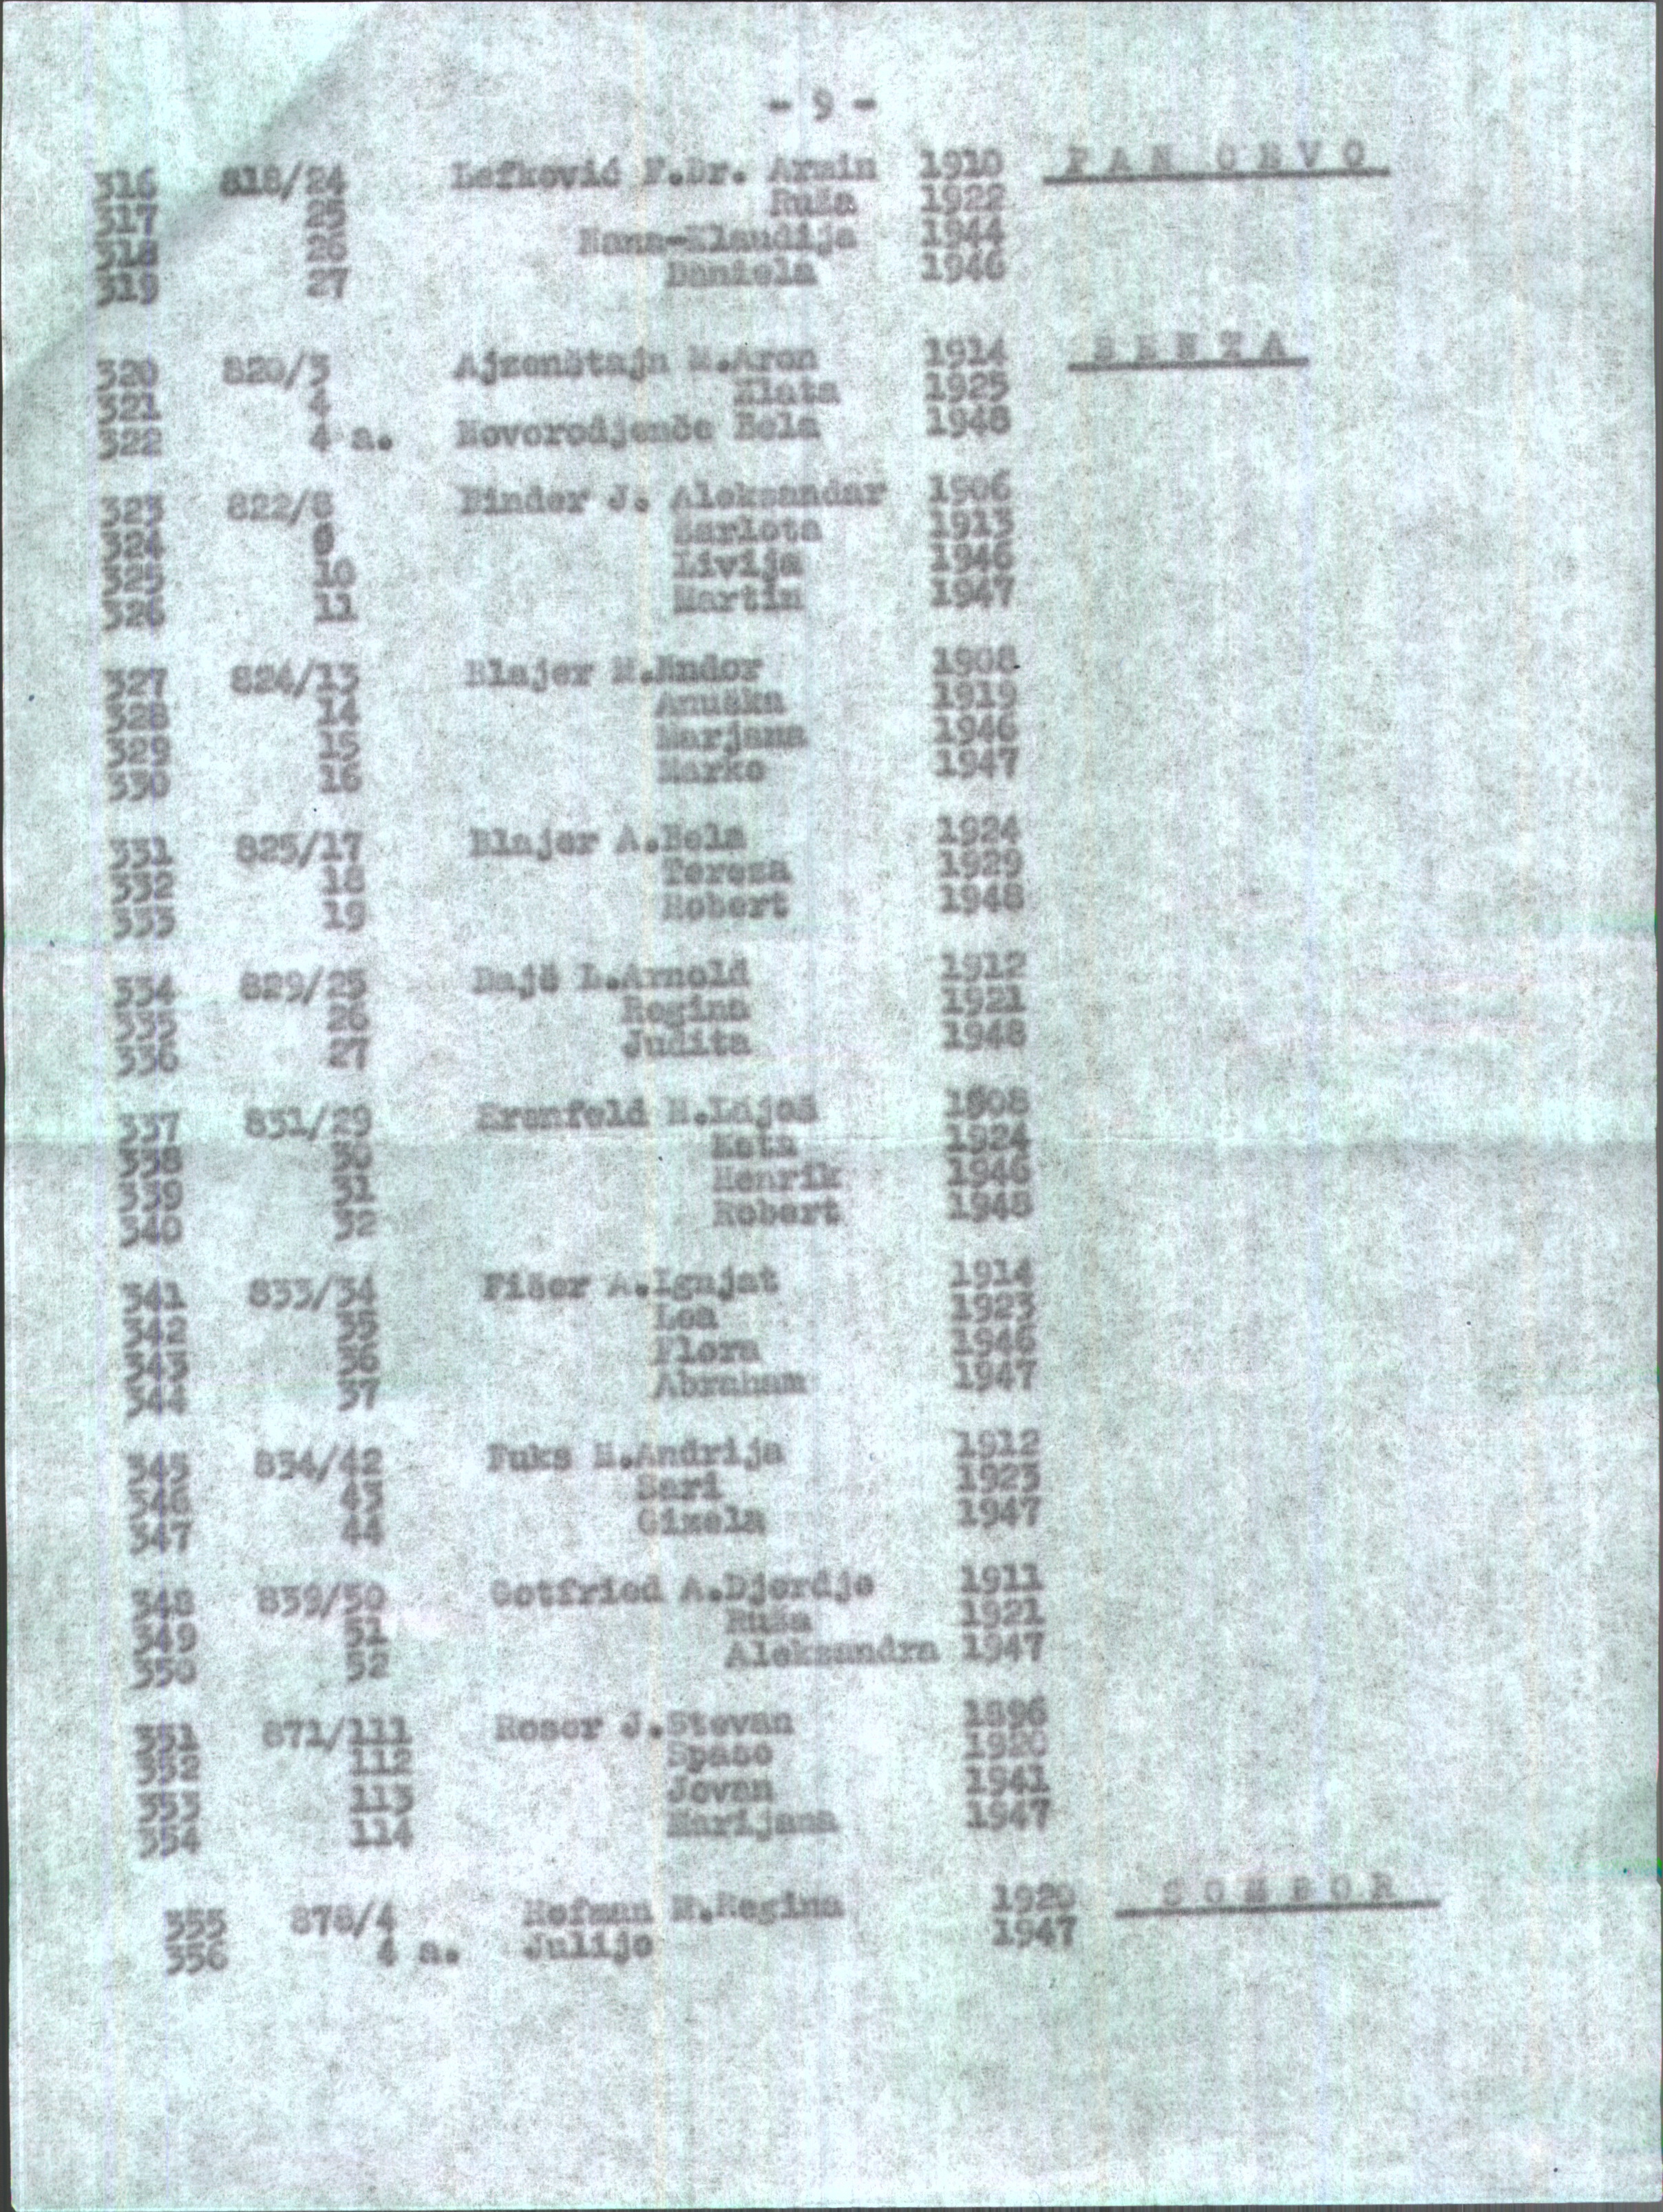 - 9 -
316 818/24 Lefković F.Dr. Armin 1910 P A N Č E V O
317 25 Ruža 1922
318 26 Hana-Klaudija 1944
319 27 Daniela 1946
320 820/3 Ajzenštajn M.Aron 1914 S E N T A
321 4 Zlata 1925
322 4 a. Novorodjenče Bela 1948
323 822/8 Binder J. Aleksandar 1906
324 9 Šarlota 1913
325 10 Livija 1946
326 11 Martin 1947
327 824/13 Blajer M.Andor 1908
328 14 Anuška 1919
329 15 Marjana 1946
330 16 Marko 1947
331 825/17 Blajer A.Bela 1924
332 18 Tereza 1929
333 19 Robert 1948
334 829/25 Dajč L.Arnold 1912
335 26 Regina 1921
336 27 Judita 1948
337 831/29 Erenfeld H.Lajoš 1908
338 30 1924
339 31 Henrik 1946
340 32 Robert 1948
341 833/34 Fišer A.Ignjat 1914
342 35 Lea 1923
343 36 Flora 1946
344 37 Abraham 1947
345 834/42 Fuks M.Andrija 1912
346 43 Sari 1923
347 44 Gizela 1947
348 839/50 Gotfried A.Djordje 1911
349 51 Ruža 1921
350 52 Aleksandra 1947
351 871/111 Roser J.Stevan 1896
352 112 Spaso 1920
353 113 Jovan 1941
354 114 Marijana 1947
355 878/4 Hofman M.Regina 1920 S O M B O R
356 4 a. Julije 1947